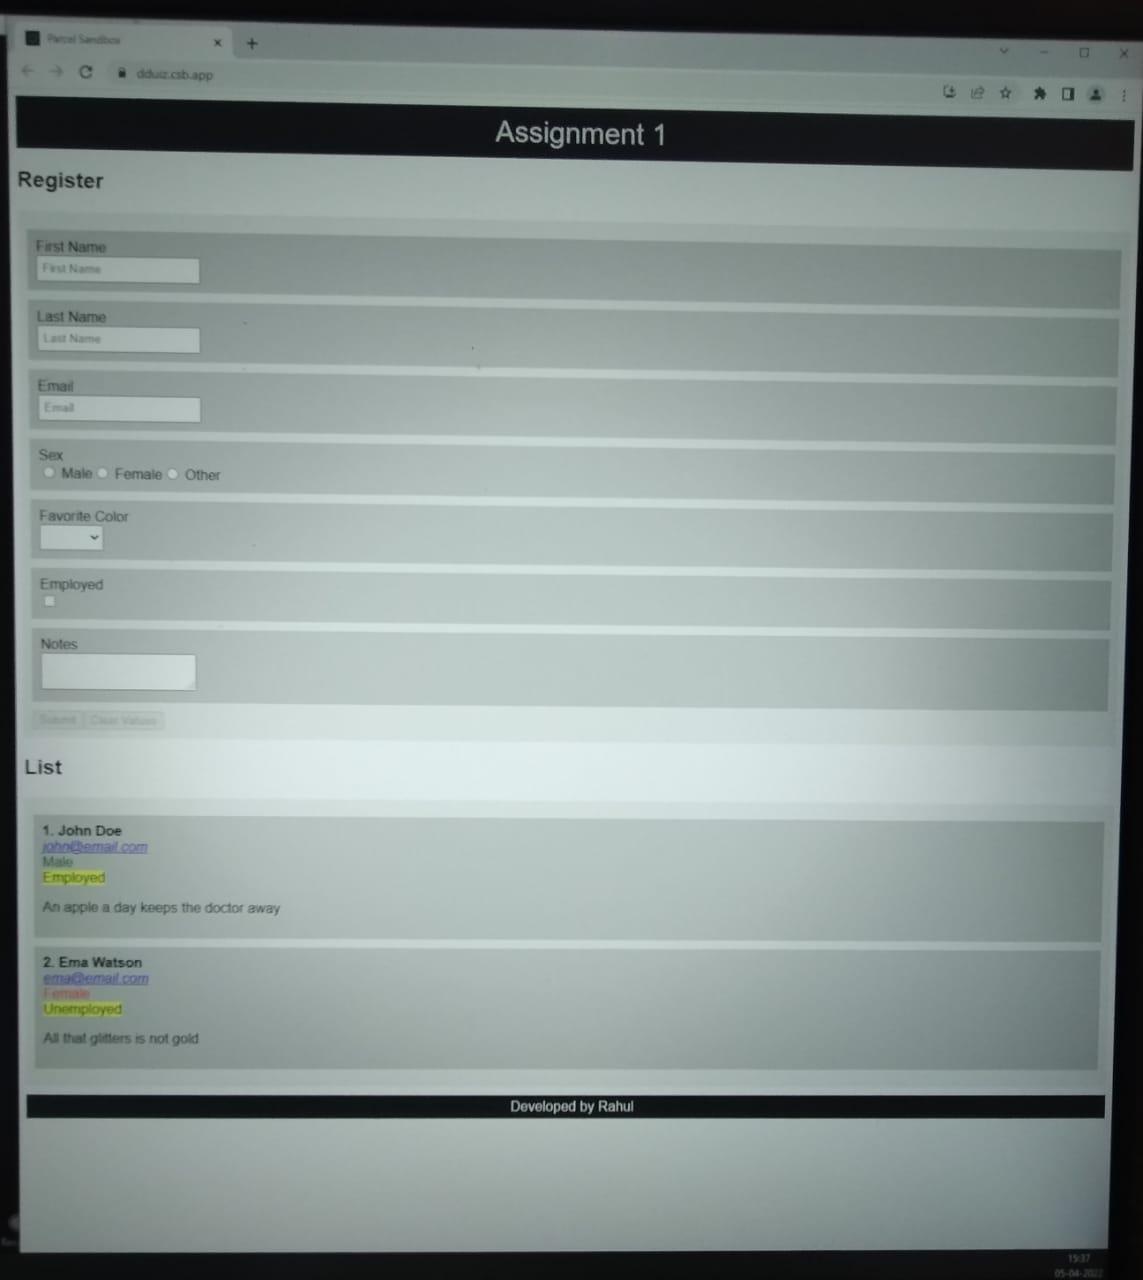 Parcel Sandbox
dduiz.csb.app
Assignment 1
Register
First Name
First Name
Last Name
Last Name
Email
Email
Sex
Male Female Other
Favorite Color
Employed
Notes
Submit Clear Values
List
1. John Doe
john@email.com
Male
Employed
An apple a day keeps the doctor away
2. Ema Watson
ema@email.com
Female
Unemployed
All that glitters is not gold
Developed by Rahul
15:37
05-04-2022